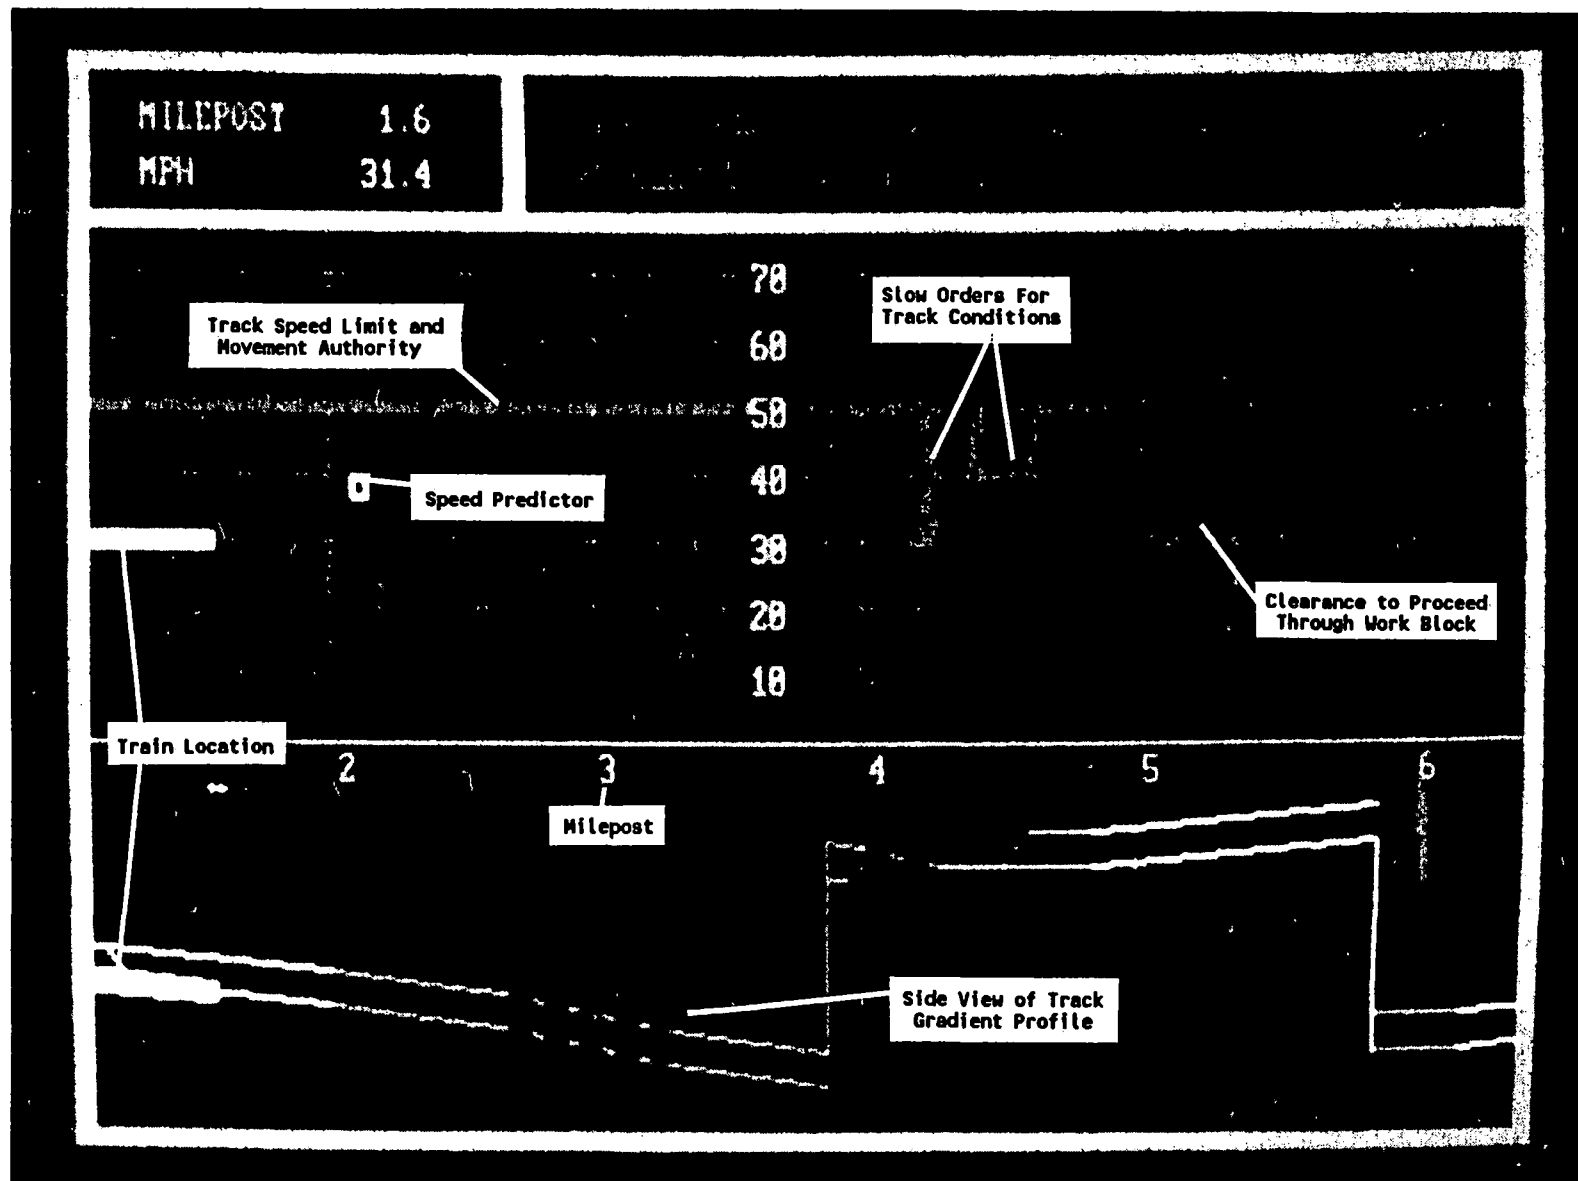 MILEPOST 1.6
MPH 31.4
70
Slow Orders For
Track Conditions
Track Speed Limit and
Movement Authority
60
50
40
Speed Predictor
30
Clearance to Proceed
Through Work Block
20
10
Train Location
2 3 4 5 6
Milepost
Side View of Track
Gradient Profile